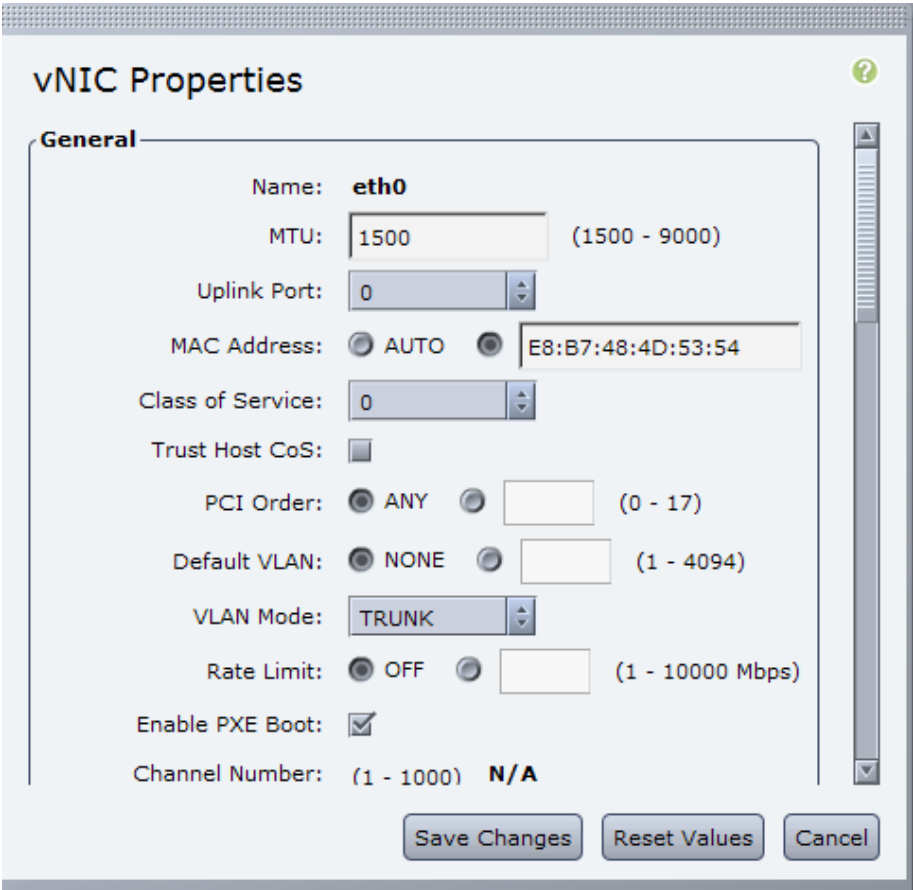 vNIC Properties
?
General
Name: eth0
MTU: 1500 (1500 - 9000)
Uplink Port: 0
MAC Address: AUTO E8:B7:48:4D:53:54
Class of Service: 0
Trust Host CoS:
PCI Order: ANY (0 - 17)
Default VLAN: NONE (1 - 4094)
VLAN Mode: TRUNK
Rate Limit: OFF (1 - 10000 Mbps)
Enable PXE Boot:
Channel Number: (1 - 1000) N/A
Save Changes Reset Values Cancel